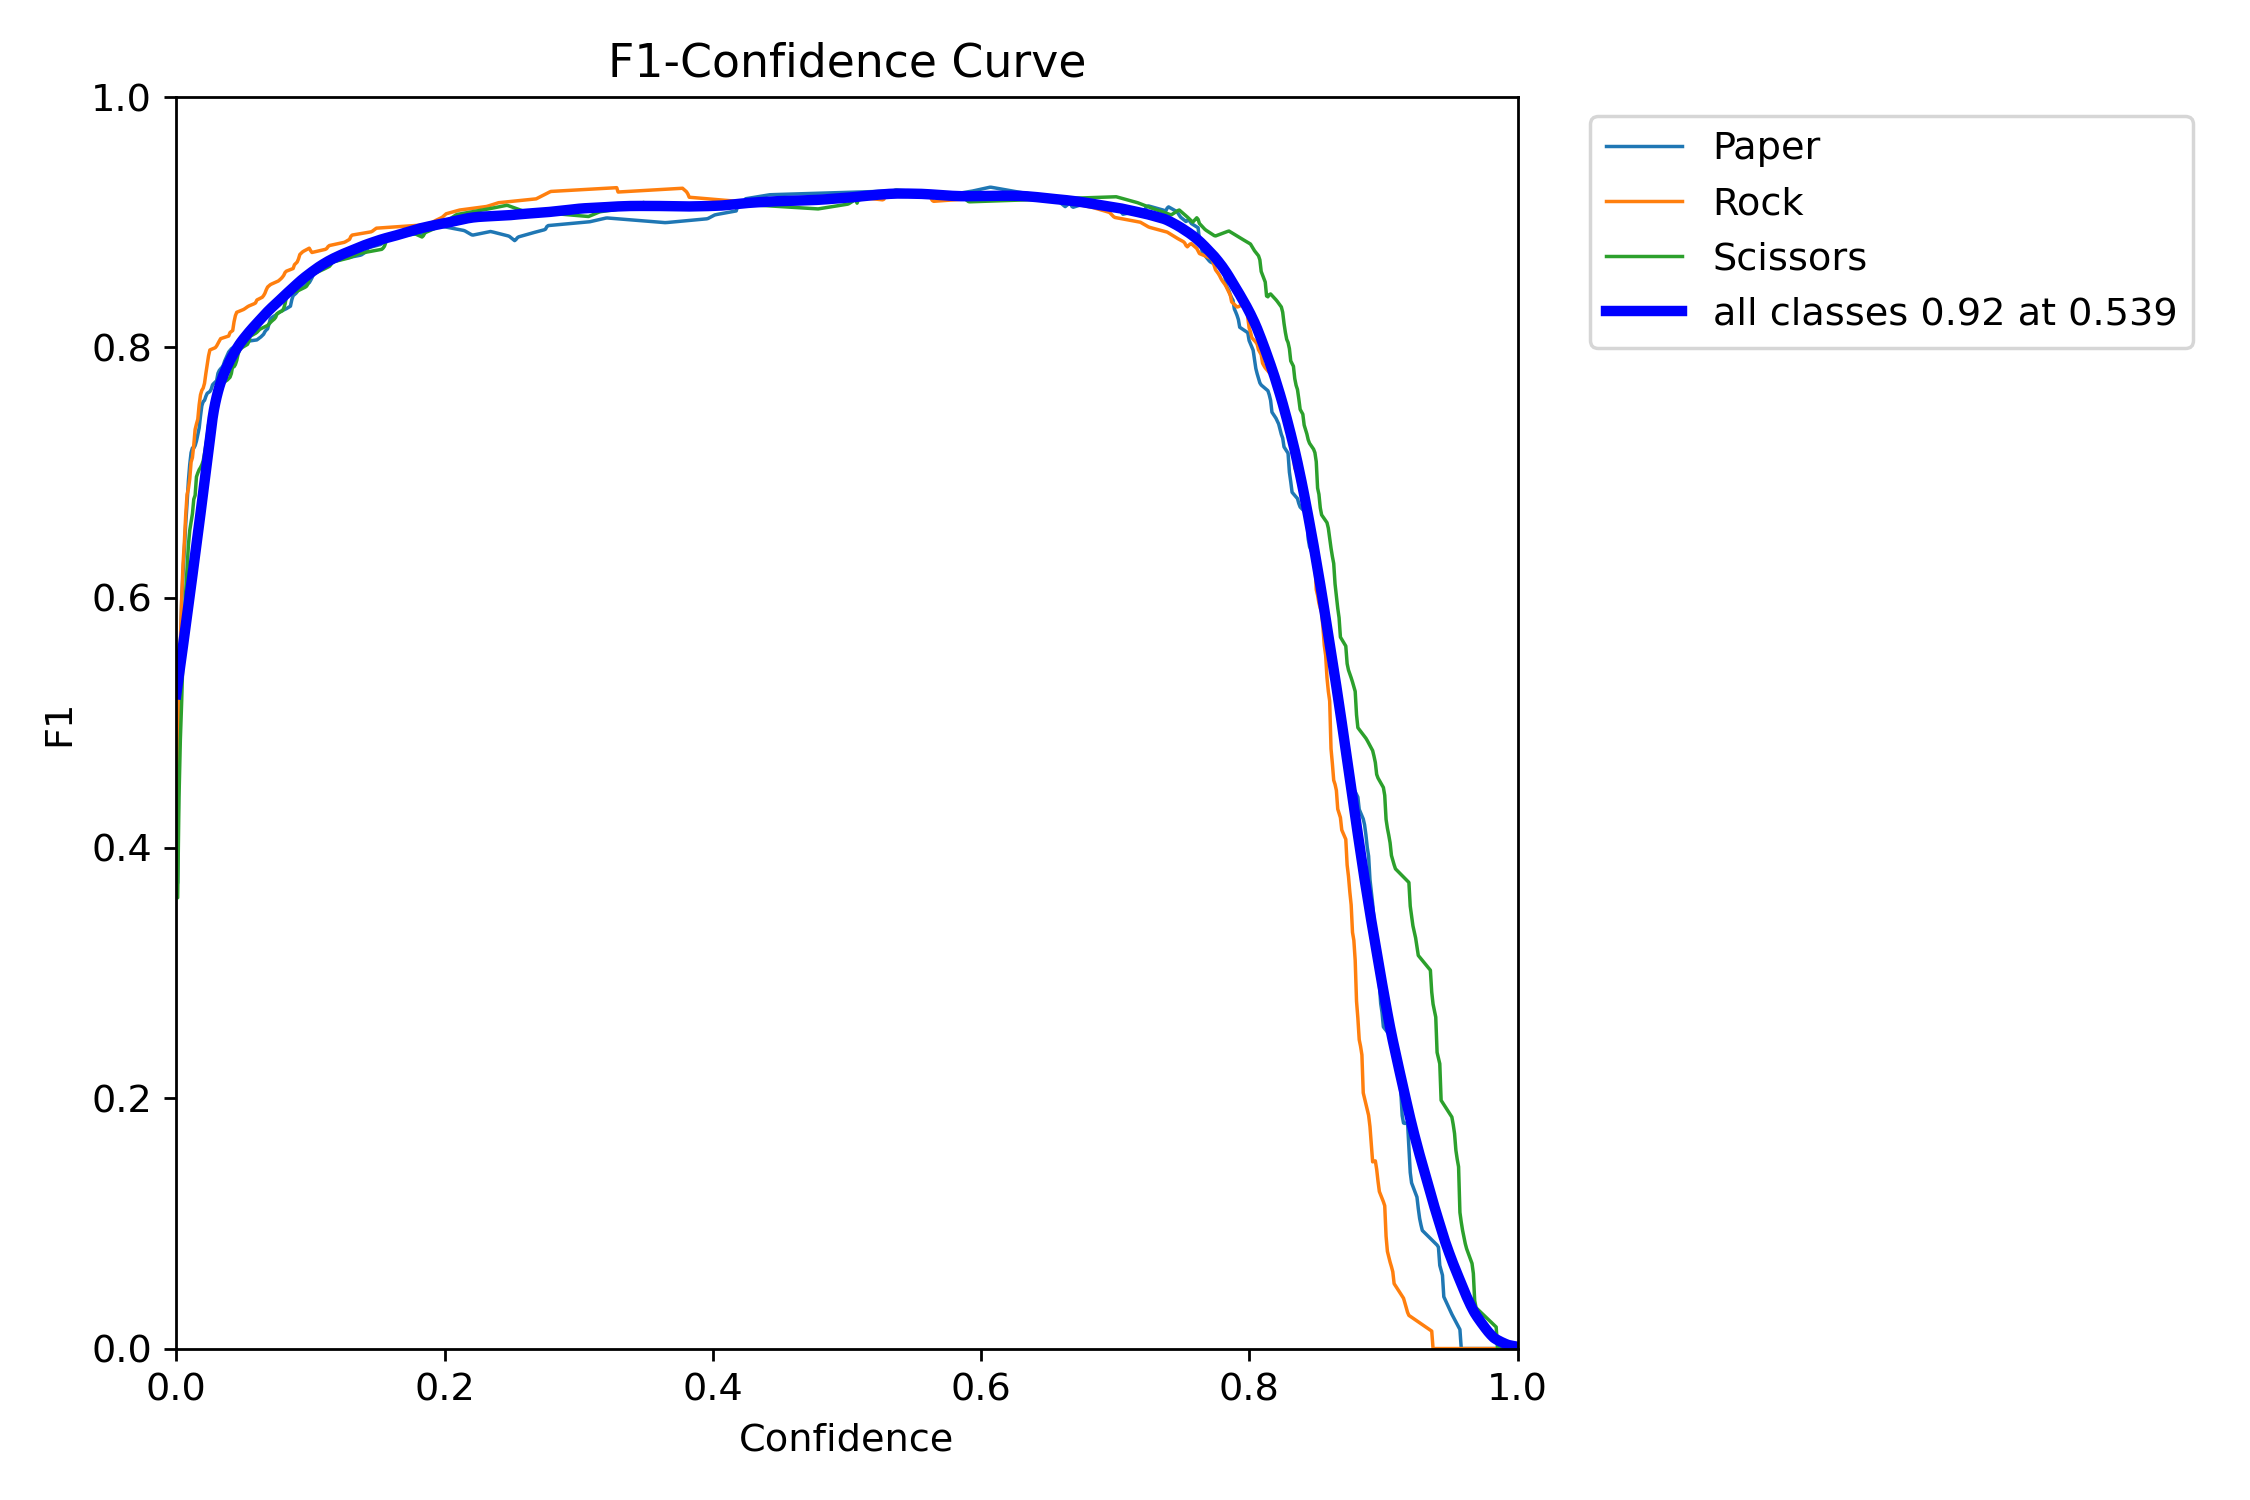 F1-Confidence Curve
1.0
0.8
0.6
0.4
0.2
0.0
F1
0.0 0.2 0.4 0.6 0.8 1.0
Confidence
Paper
Rock
Scissors
all classes 0.92 at 0.539